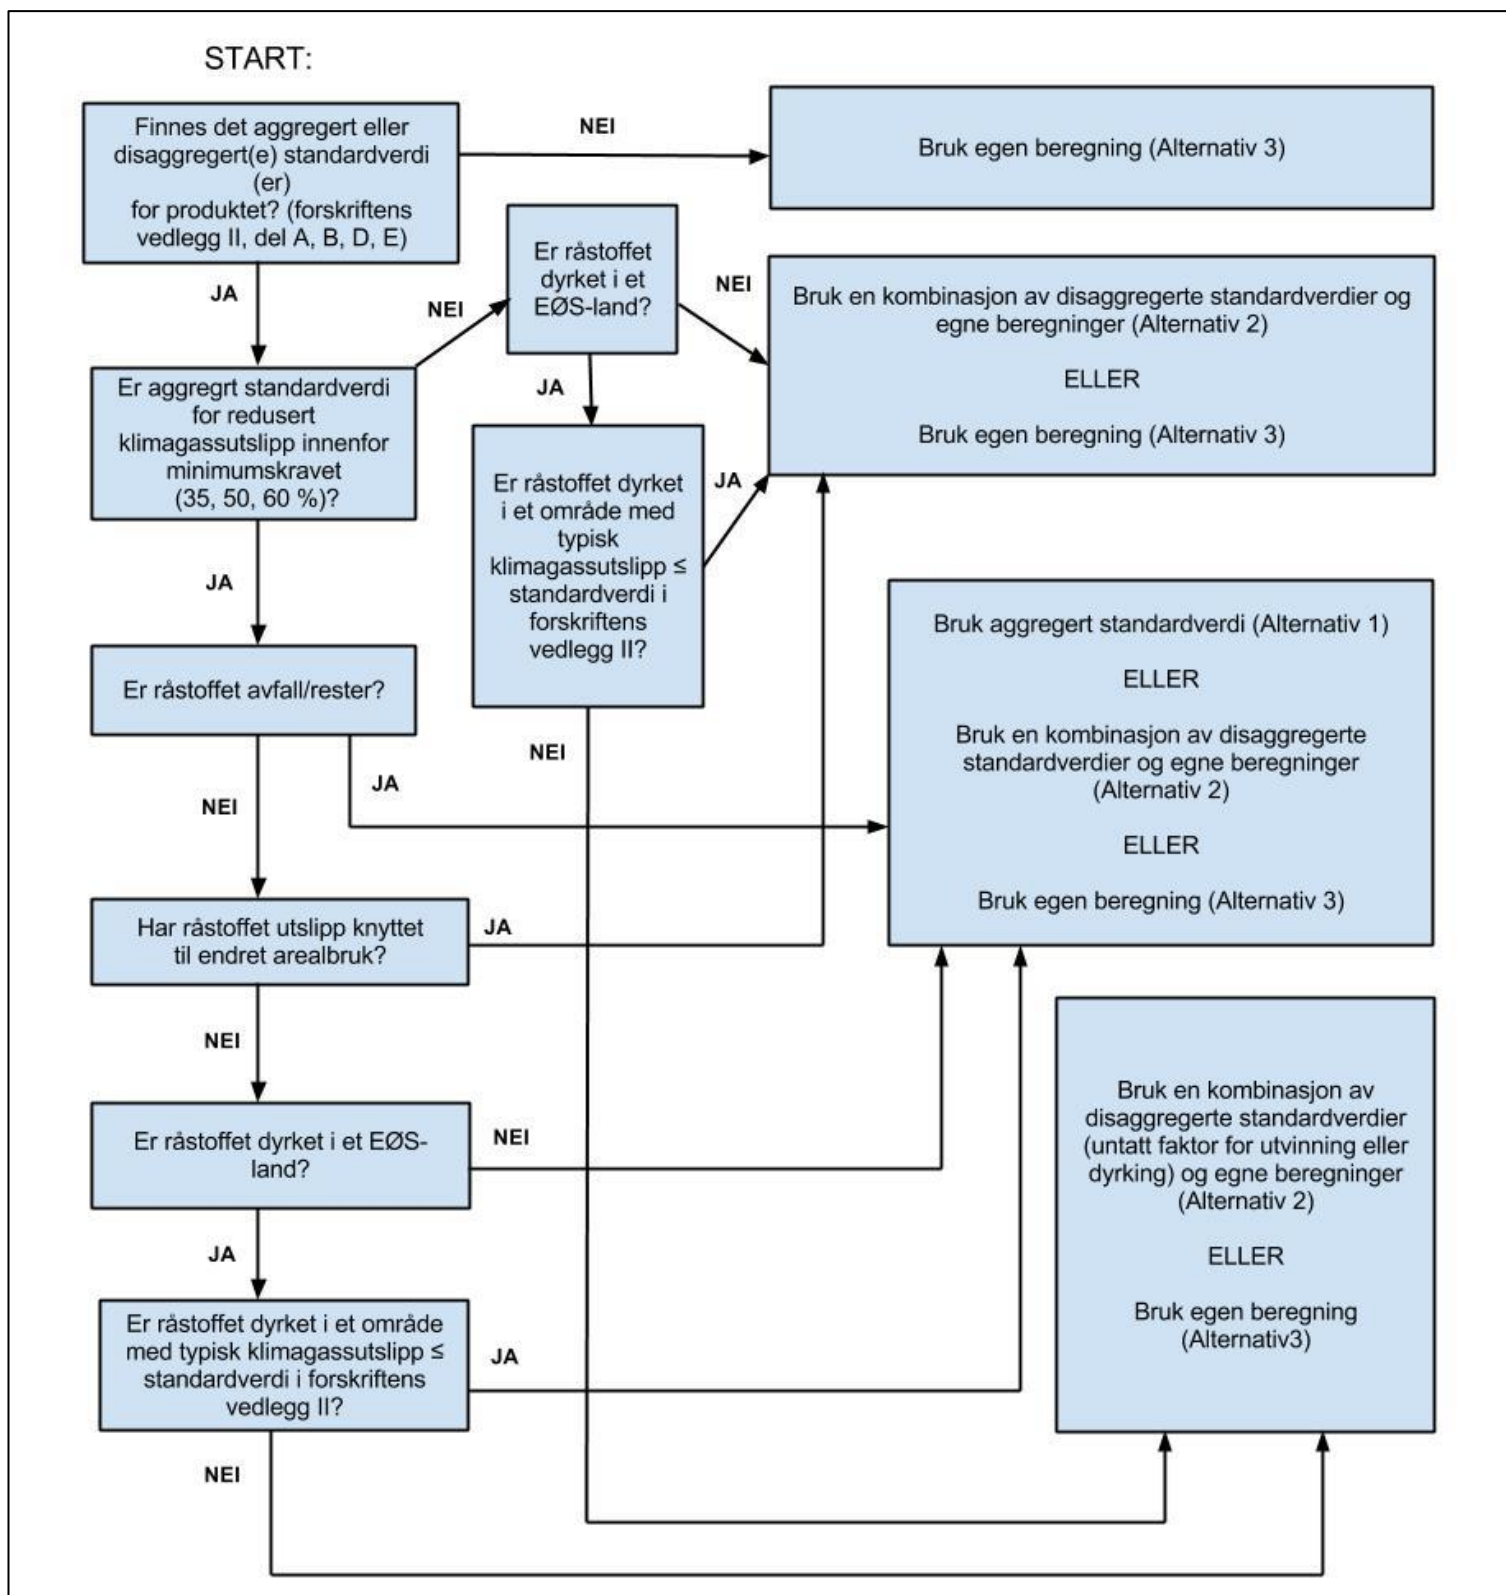 START:
Finnes det aggregert eller
disaggregert(e) standardverdi
(er)
for produktet? (forskriftens
vedlegg II, del A, B, D, E)
NEI
Bruk egen beregning (Alternativ 3)
JA
Er aggregrt standardverdi
for redusert
klimagassutslipp innenfor
minimumskravet
(35, 50, 60 %)?
NEI
Er råstoffet
dyrket i et
EØS-land?
NEI
Bruk en kombinasjon av disaggregerte standardverdier og
egne beregninger (Alternativ 2)
ELLER
Bruk egen beregning (Alternativ 3)
JA
Er råstoffet dyrket
i et område med
typisk
klimagassutslipp ≤
standardverdi i
forskriftens
vedlegg II?
JA
NEI
JA
Er råstoffet avfall/rester?
JA
Bruk aggregert standardverdi (Alternativ 1)
ELLER
Bruk en kombinasjon av disaggregerte
standardverdier og egne beregninger
(Alternativ 2)
ELLER
Bruk egen beregning (Alternativ 3)
NEI
Har råstoffet utslipp knyttet
til endret arealbruk?
JA
NEI
Er råstoffet dyrket i et EØS-
land?
NEI
JA
Er råstoffet dyrket i et område
med typisk klimagassutslipp ≤
standardverdi i forskriftens
vedlegg II?
JA
NEI
Bruk en kombinasjon av
disaggregerte standardverdier
(untatt faktor for utvinning eller
dyrking) og egne beregninger
(Alternativ 2)
ELLER
Bruk egen beregning
(Alternativ3)